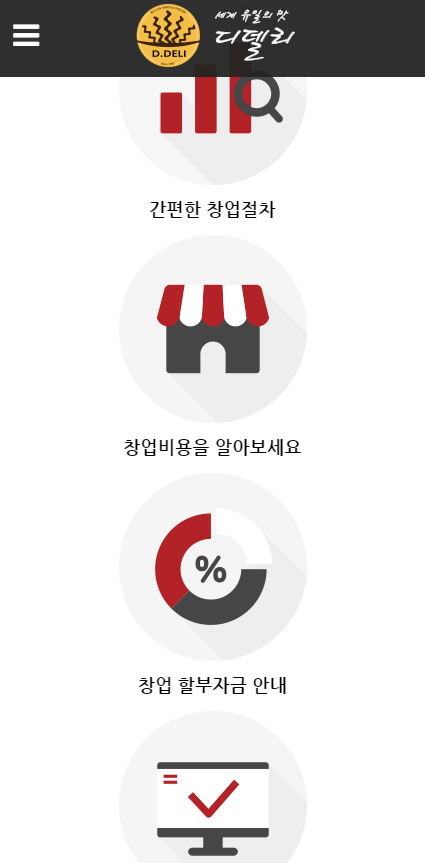 D.DELI
세계 유일의 맛
디델리
간편한 창업절차
창업비용을 알아보세요
%
창업 할부자금 안내